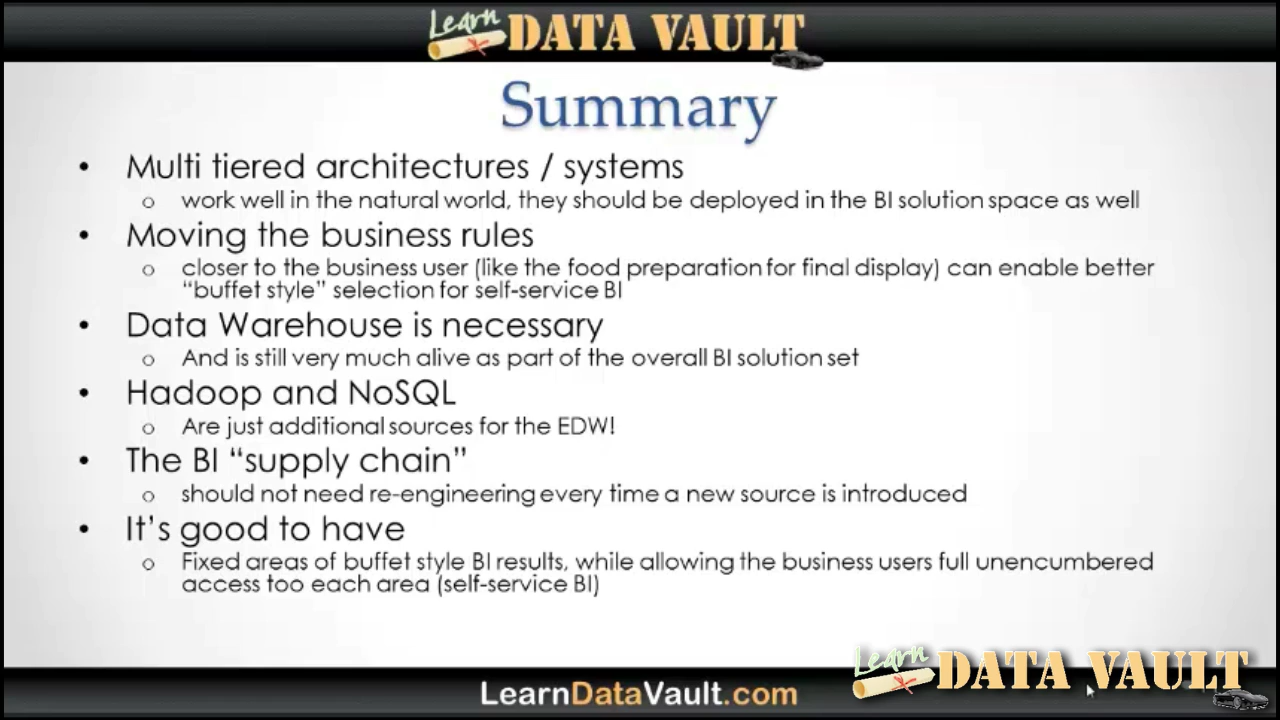 Learn DATA VAULT
Summary
• Multi tiered architectures / systems
o work well in the natural world, they should be deployed in the BI solution space as well
• Moving the business rules
o closer to the business user (like the food preparation for final display) can enable better
"buffet style" selection for self-service BI
• Data Warehouse is necessary
o And is still very much alive as part of the overall BI solution set
• Hadoop and NoSQL
o Are just additional sources for the EDW!
• The BI “supply chain”
o should not need re-engineering every time a new source is introduced
• It’s good to have
o Fixed areas of buffet style BI results, while allowing the business users full unencumbered
access too each area (self-service BI)
LearnDataVault.com
Learn DATA VAULT